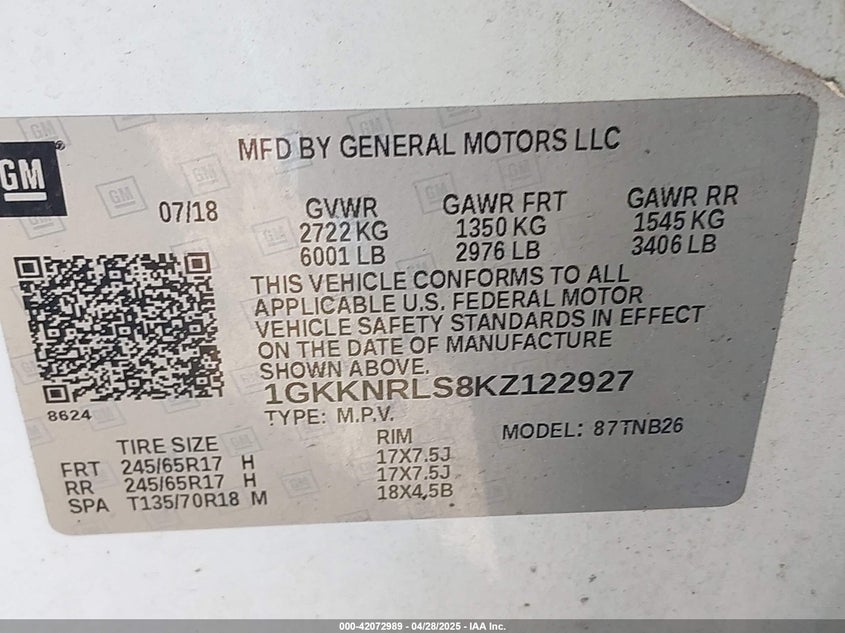 GM
MFD BY GENERAL MOTORS LLC
07/18 GVWR GAWR FRT GAWR RR
2722 KG 1350 KG 1545 KG
6001 LB 2976 LB 3406 LB
THIS VEHICLE CONFORMS TO ALL
APPLICABLE U.S. FEDERAL MOTOR
VEHICLE SAFETY STANDARDS IN EFFECT
ON THE DATE OF MANUFACTURE
SHOWN ABOVE.
1GKKNRLS8KZ122927
8624
TYPE: M.P.V. MODEL: 87TNB26
TIRE SIZE RIM
FRT 245/65R17 H 17X7.5J
RR 245/65R17 H 17X7.5J
SPA T135/70R18 M 18X4.5B
000-42072989 — 04/28/2025 — IAA Inc.